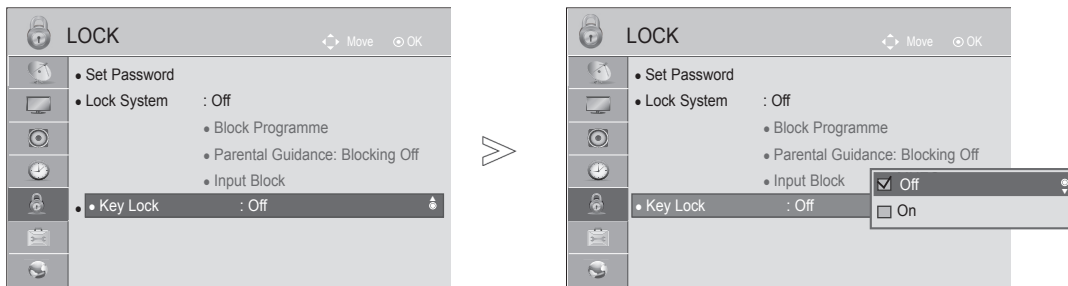 LOCK
Move
OK
• Set Password
• Lock System : Off
• Block Programme
• Parental Guidance: Blocking Off
• Input Block
• • Key Lock : Off
LOCK
Move
OK
• Set Password
• Lock System : Off
• Block Programme
• Parental Guidance: Blocking Off
• Input Block
• Key Lock : Off
Off
On